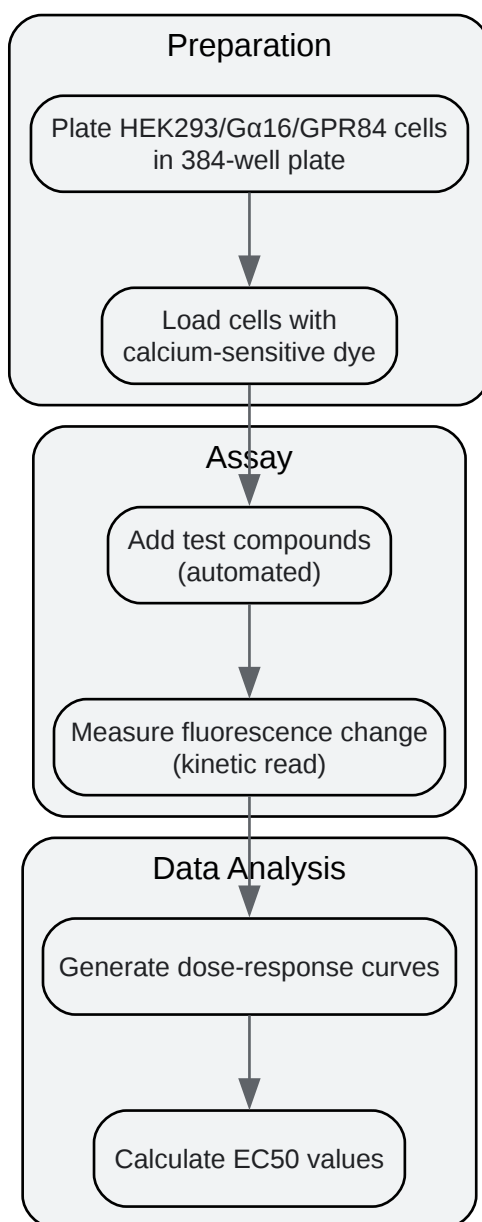 Preparation
Plate HEK293/Gα16/GPR84 cells
in 384-well plate
Load cells with
calcium-sensitive dye
Assay
Add test compounds
(automated)
Measure fluorescence change
(kinetic read)
Data Analysis
Generate dose-response curves
Calculate EC50 values